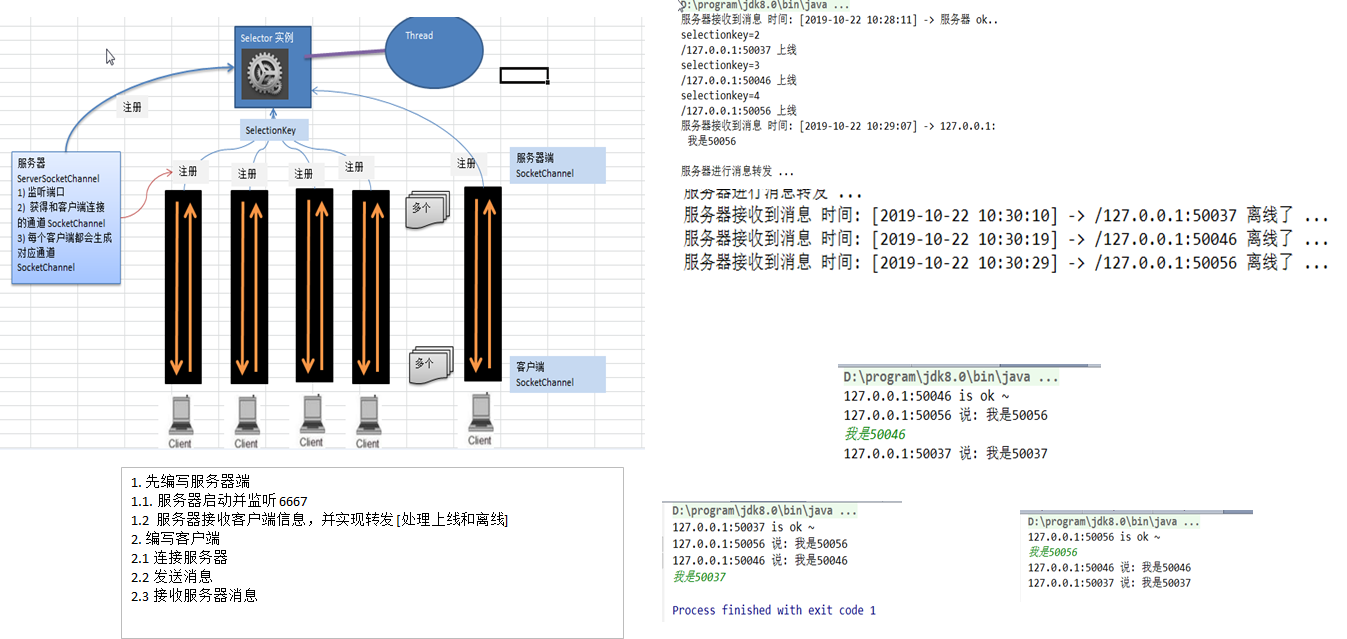 Selector 实例
Thread
注册
SelectionKey
服务器
ServerSocketChannel
1) 监听端口
2) 获得和客户端连接
的通道 SocketChannel
3) 每个客户端都会生成
对应通道
SocketChannel
注册
注册
注册
注册
注册
服务器端
SocketChannel
多个
多个
客户端
SocketChannel
Client
Client
Client
Client
Client
1. 先编写服务器端
1.1. 服务器启动并监听 6667
1.2 服务器接收客户端信息，并实现转发 [处理上线和离线]
2. 编写客户端
2.1 连接服务器
2.2 发送消息
2.3 接收服务器消息
D:\program\jdk8.0\bin\java ...
服务器接收到消息 时间: [2019-10-22 10:28:11] -> 服务器 ok..
selectionkey=2
/127.0.0.1:50037 上线
selectionkey=3
/127.0.0.1:50046 上线
selectionkey=4
/127.0.0.1:50056 上线
服务器接收到消息 时间: [2019-10-22 10:29:07] -> 127.0.0.1:
我是50056
服务器进行消息转发 ...
服务器进行消息转发 ...
服务器接收到消息 时间: [2019-10-22 10:30:10] -> /127.0.0.1:50037 离线了 ...
服务器接收到消息 时间: [2019-10-22 10:30:19] -> /127.0.0.1:50046 离线了 ...
服务器接收到消息 时间: [2019-10-22 10:30:29] -> /127.0.0.1:50056 离线了 ...
D:\program\jdk8.0\bin\java ...
127.0.0.1:50046 is ok ~
127.0.0.1:50056 说: 我是50056
我是50046
127.0.0.1:50037 说: 我是50037
D:\program\jdk8.0\bin\java ...
127.0.0.1:50037 is ok ~
127.0.0.1:50056 说: 我是50056
127.0.0.1:50046 说: 我是50046
我是50037
Process finished with exit code 1
D:\program\jdk8.0\bin\java ...
127.0.0.1:50056 is ok ~
我是50056
127.0.0.1:50046 说: 我是50046
127.0.0.1:50037 说: 我是50037